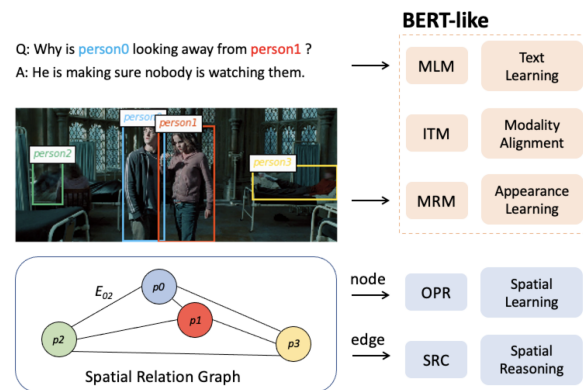 BERT-like
Q: Why is person0 looking away from person1 ?
A: He is making sure nobody is watching them.
MLM
Text
Learning
ITM
Modality
Alignment
MRM
Appearance
Learning
person
person1
person2
person3
node
OPR
Spatial
Learning
edge
SRC
Spatial
Reasoning
p0
E02
p1
p2
p3
Spatial Relation Graph